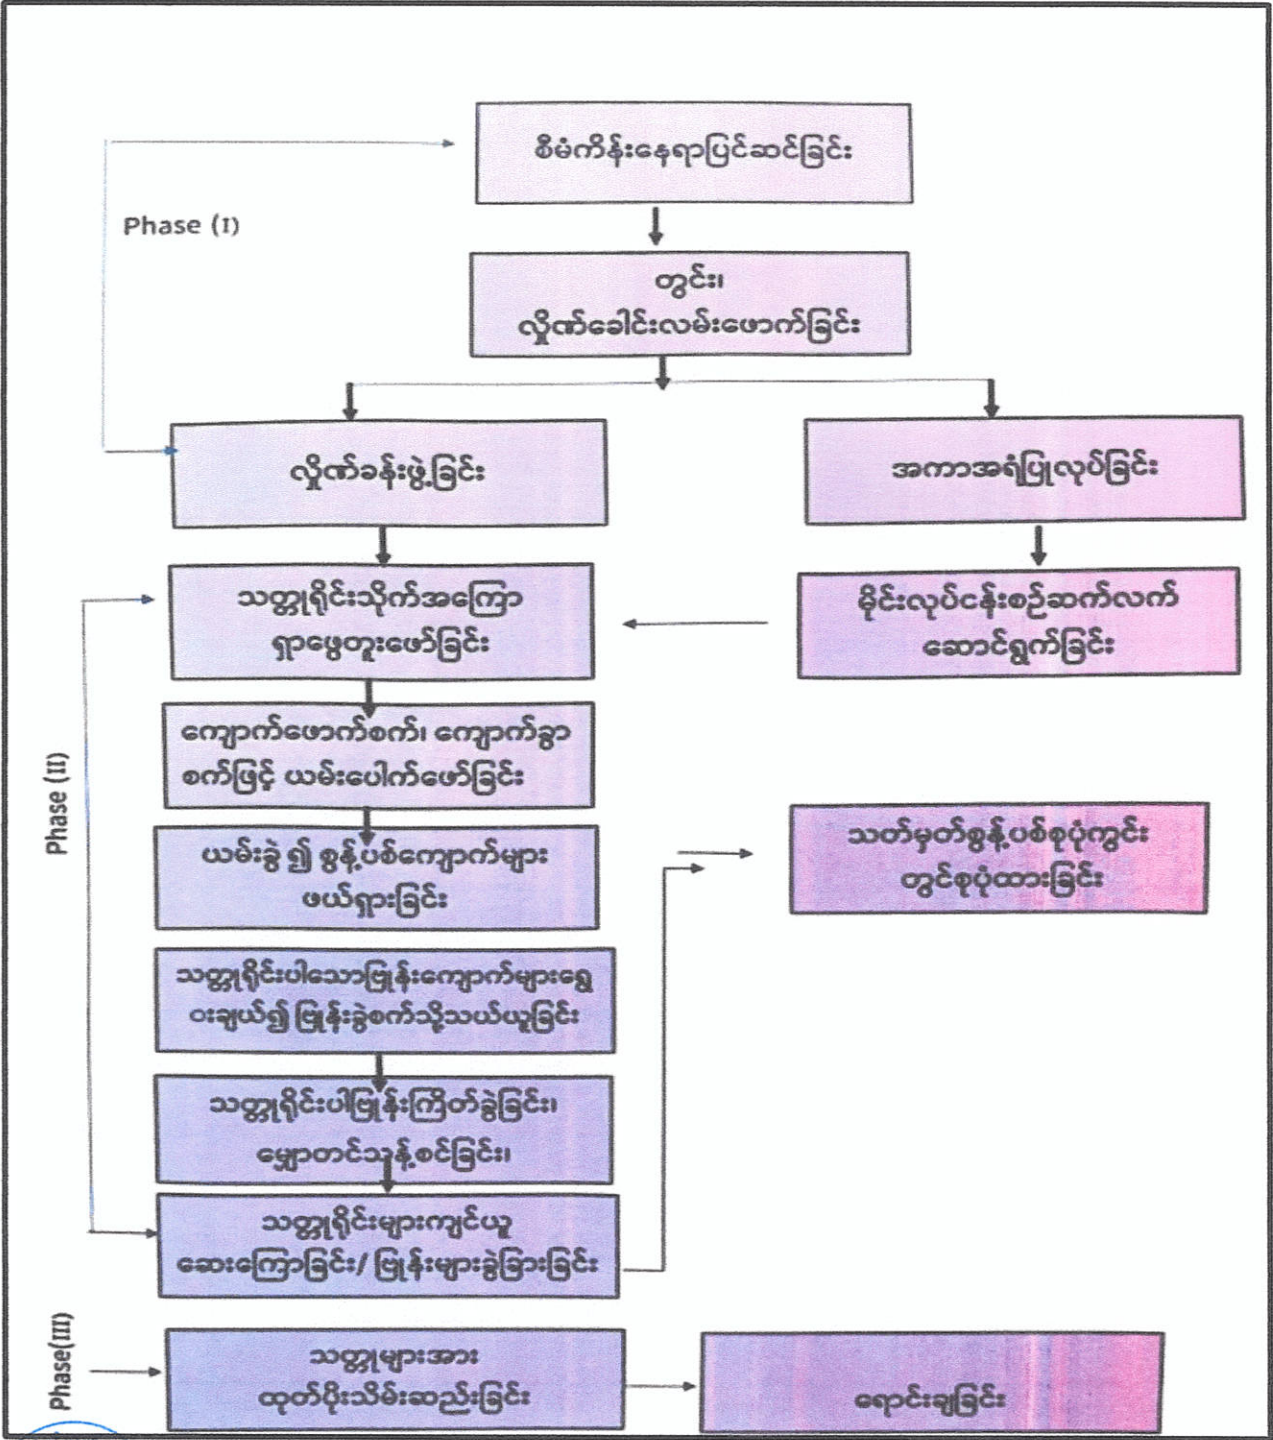 စီမံကိန်းနေရာပြင်ဆင်ခြင်း
Phase (I)
တွင်း၊
လှိုဏ်ခေါင်းလမ်းဖောက်ခြင်း
လှိုဏ်ခန်းဖွဲ့ခြင်း
အကာအရံပြုလုပ်ခြင်း
သတ္တုရိုင်းသိုက်အကြော
ရှာဖွေတူးဖော်ခြင်း
မိုင်းလုပ်ငန်းစဉ်ဆက်လက်
ဆောင်ရွက်ခြင်း
Phase (II)
ကျောက်ဖောက်စက်၊ ကျောက်ခွာ
စက်ဖြင့် ယမ်းပေါက်ဖော်ခြင်း
ယမ်းခွဲ ၍ စွန့်ပစ်ကျောက်များ
ဖယ်ရှားခြင်း
သတ်မှတ်စွန့်ပစ်စုပုံကွင်း
တွင်စုပုံထားခြင်း
သတ္တုရိုင်းပါသောဗြုန်းကျောက်များရွေ
းချယ်၍ ဗြုန်းခွဲစက်သို့သယ်ယူခြင်း
သတ္တုရိုင်းပါဗြုန်းကြိတ်ခွဲခြင်း၊
မျှောတင်သန့်စင်ခြင်း၊
သတ္တုရိုင်းများကျင်ယူ
ဆေးကြောခြင်း/ ဗြုန်းများခွဲခြားခြင်း
Phase(III)
သတ္တုများအား
ထုတ်ပိုးသိမ်းဆည်းခြင်း
ရောင်းချခြင်း